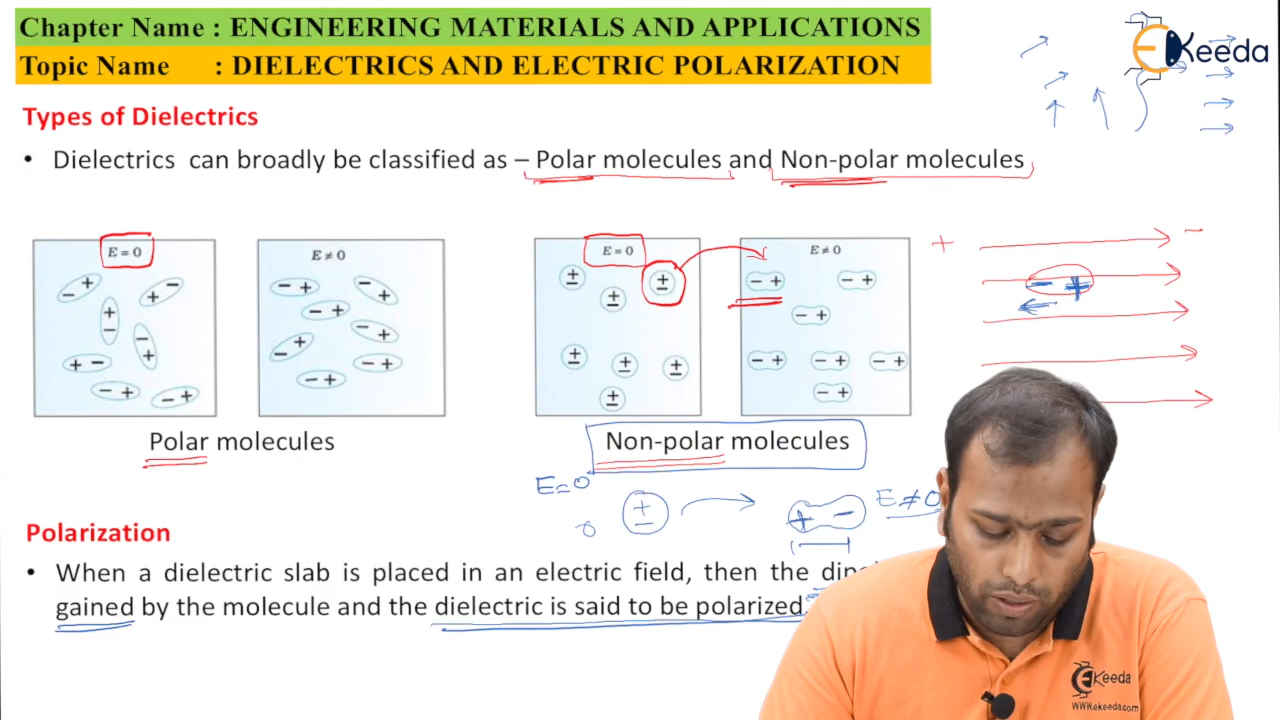 Chapter Name : ENGINEERING MATERIALS AND APPLICATIONS
Topic Name : DIELECTRICS AND ELECTRIC POLARIZATION
EKeeda
Types of Dielectrics
• Dielectrics can broadly be classified as – Polar molecules and Non-polar molecules
E = 0
E ≠ 0
E = 0
E ≠ 0
+ −
Polar molecules
Non-polar molecules
E=0
E≠0
Polarization
• When a dielectric slab is placed in an electric field, then the
gained by the molecule and the dielectric is said to be polarized.
EKeeda
www.ekeeda.com